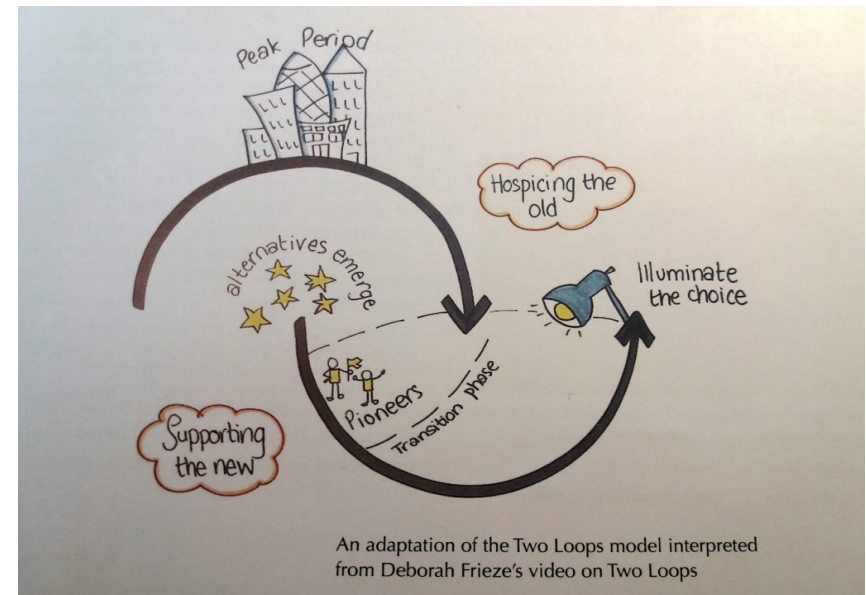 Peak Period
Hospicing the
old
alternatives emerge
Illuminate
the choice
Pioneers
Transition phase
Supporting
the new
An adaptation of the Two Loops model interpreted
from Deborah Frieze's video on Two Loops